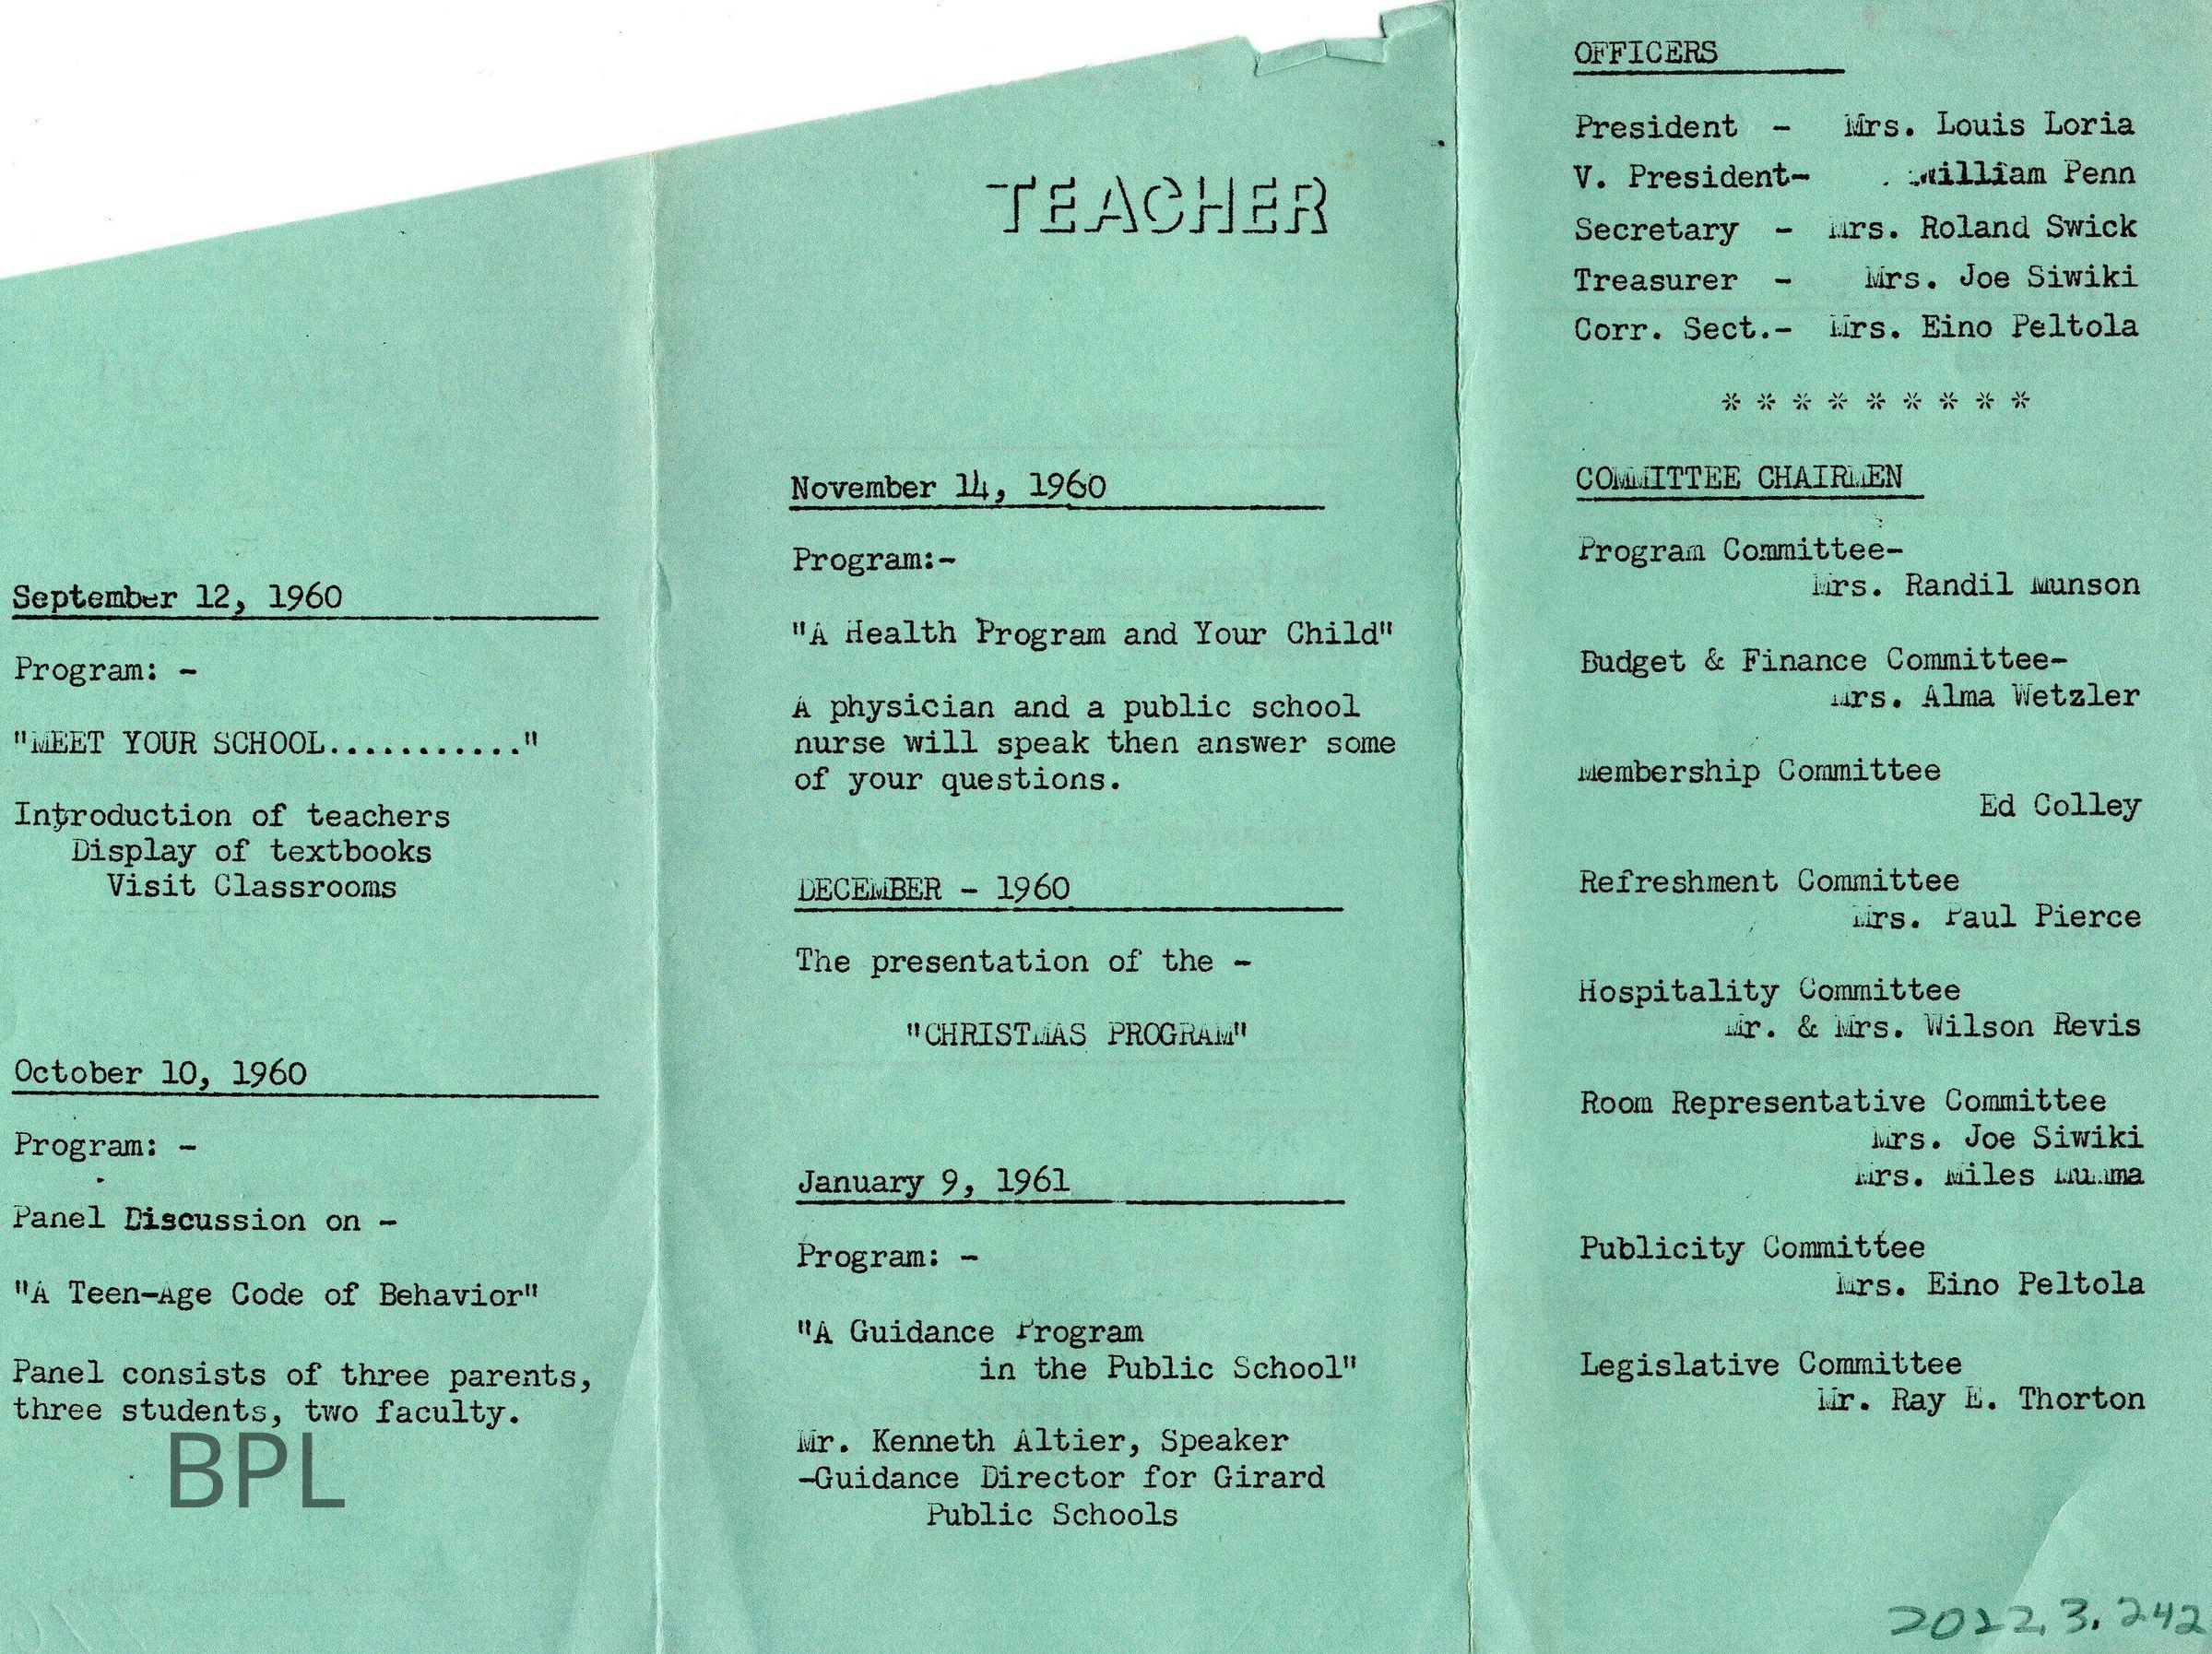 September 12, 1960
Program: -
"MEET YOUR SCHOOL..........."
Introduction of teachers
Display of textbooks
Visit Classrooms
October 10, 1960
Program: -
Panel Discussion on -
"A Teen-Age Code of Behavior"
Panel consists of three parents,
three students, two faculty.
BPL
TEACHER
November 14, 1960
Program:-
"A Health Program and Your Child"
A physician and a public school
nurse will speak then answer some
of your questions.
DECEMBER - 1960
The presentation of the -
"CHRISTMAS PROGRAM"
January 9, 1961
Program: -
"A Guidance Program
in the Public School"
Mr. Kenneth Altier, Speaker
-Guidance Director for Girard
Public Schools
OFFICERS
President - Mrs. Louis Loria
V. President- William Penn
Secretary - Mrs. Roland Swick
Treasurer - Mrs. Joe Siwiki
Corr. Sect.- Mrs. Eino Peltola
* * * * * * * * *
COMMITTEE CHAIRMEN
Program Committee-
Mrs. Randil Munson
Budget & Finance Committee-
Mrs. Alma Wetzler
Membership Committee
Ed Colley
Refreshment Committee
Mrs. Paul Pierce
Hospitality Committee
Mr. & Mrs. Wilson Revis
Room Representative Committee
Mrs. Joe Siwiki
Mrs. Miles Mumma
Publicity Committee
Mrs. Eino Peltola
Legislative Committee
Mr. Ray E. Thorton
2022.3.242